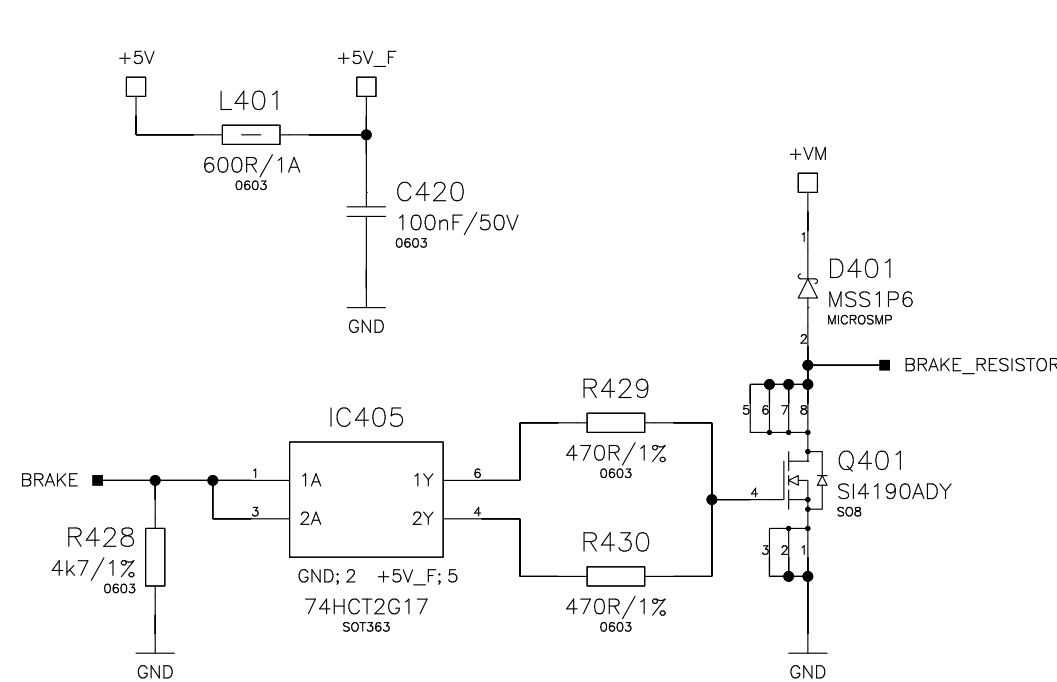 +5V
+5V_F
L401
600R/1A
0603
C420
100nF/50V
0603
GND
+VM
1
D401
MSS1P6
MICROSMP
2
BRAKE_RESISTOR
5 6 7 8
R429
470R/1%
0603
IC405
BRAKE
1
1A
1Y
6
3
2A
2Y
4
GND; 2 +5V_F; 5
74HCT2G17
SOT363
R428
4k7/1%
0603
GND
R430
470R/1%
0603
4
Q401
SI4190ADY
SO8
3 2 1
GND